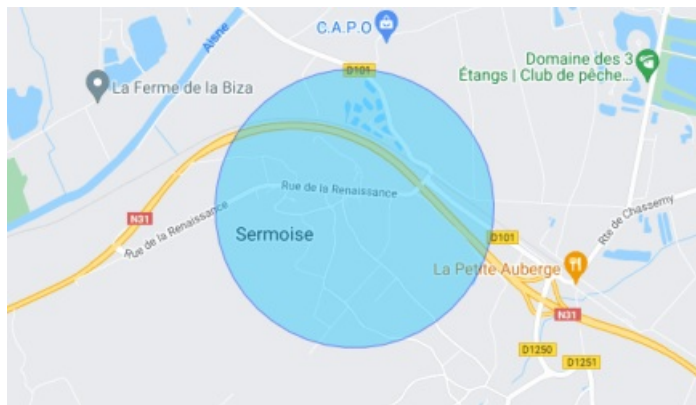 C.A.P.O
Aisne
D101
Domaine des 3
Étangs | Club de pêche...
La Ferme de la Biza
Rue de la Renaissance
Rue de la Renaissance
N31
Sermoise
D101
Rte de Chassemy
La Petite Auberge
N31
D1250
D1251